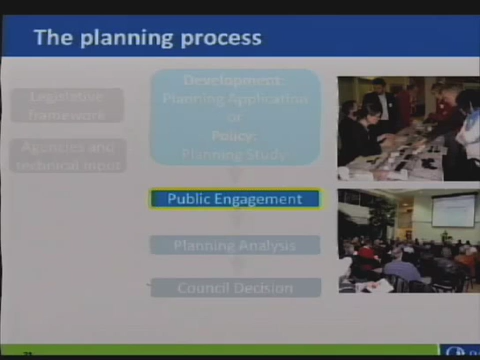 The planning process
Legislative
framework
Agencies and
technical input
Development:
Planning Application
or
Policy:
Planning Study
Public Engagement
Planning Analysis
Council Decision